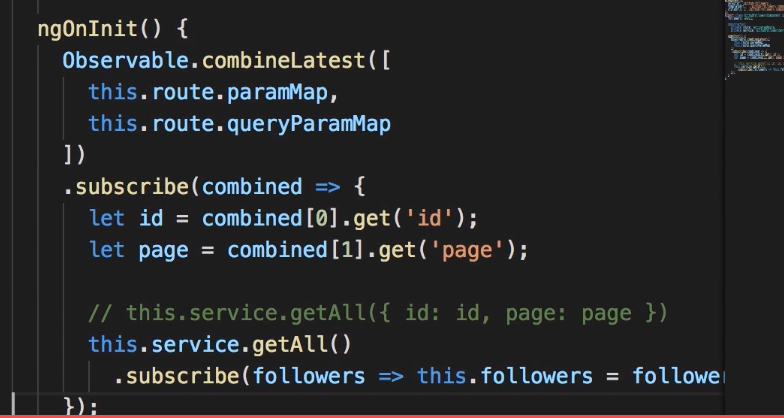 ngOnInit() {
Observable.combineLatest([
this.route.paramMap,
this.route.queryParamMap
])
.subscribe(combined => {
let id = combined[0].get('id');
let page = combined[1].get('page');
// this.service.getAll({ id: id, page: page })
this.service.getAll()
.subscribe(followers => this.followers =
});